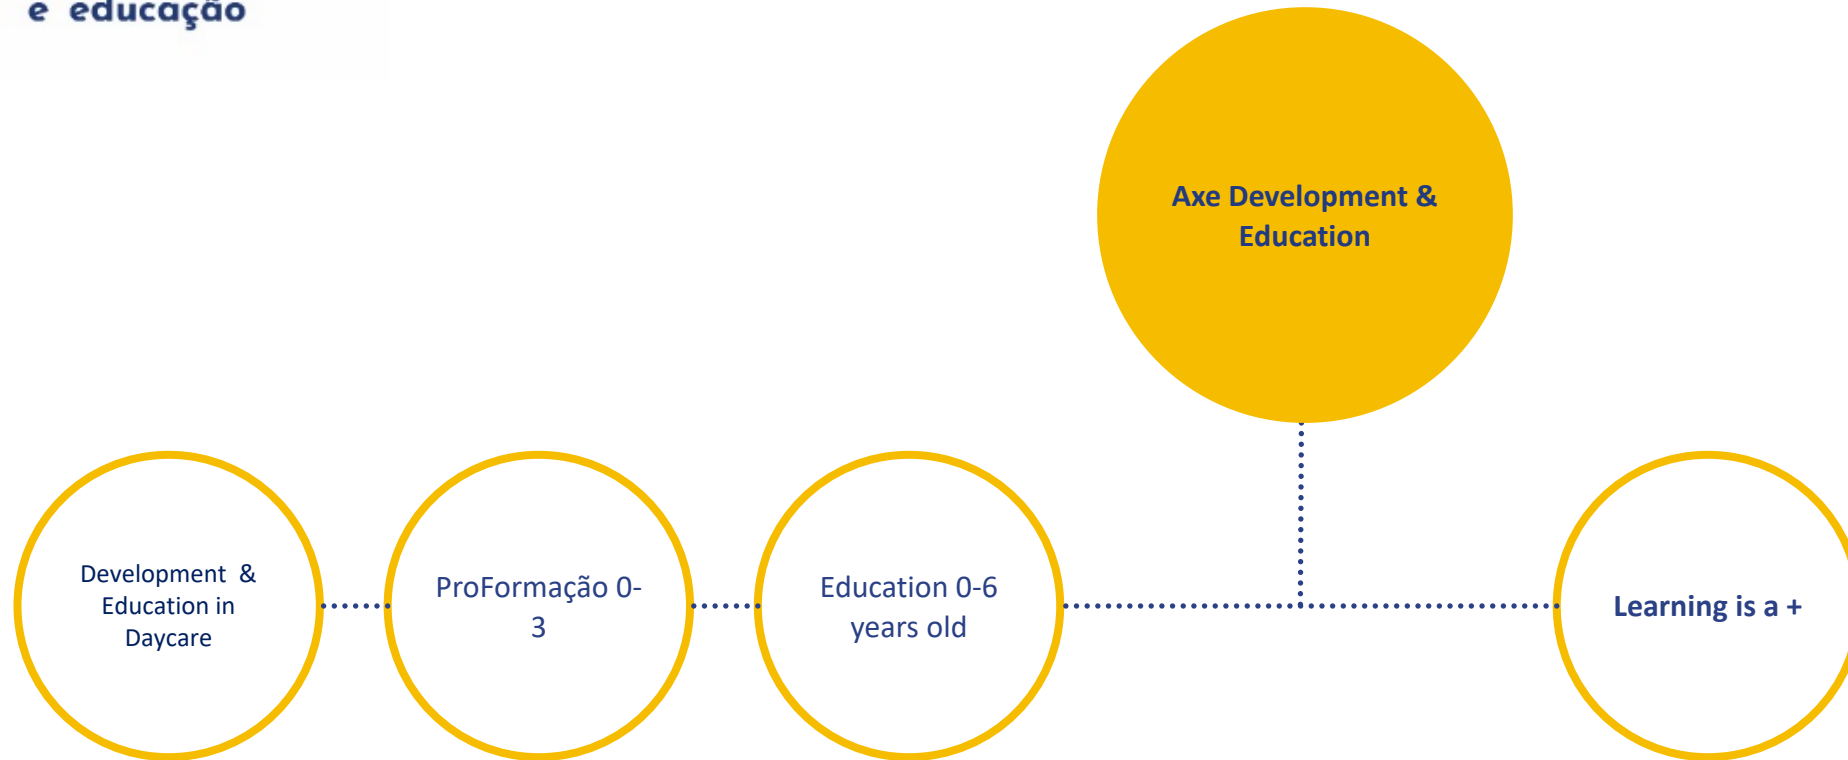 e educação
Axe Development &
Education
Development &
Education in
Daycare
ProFormação 0-
3
Education 0-6
years old
Learning is a +